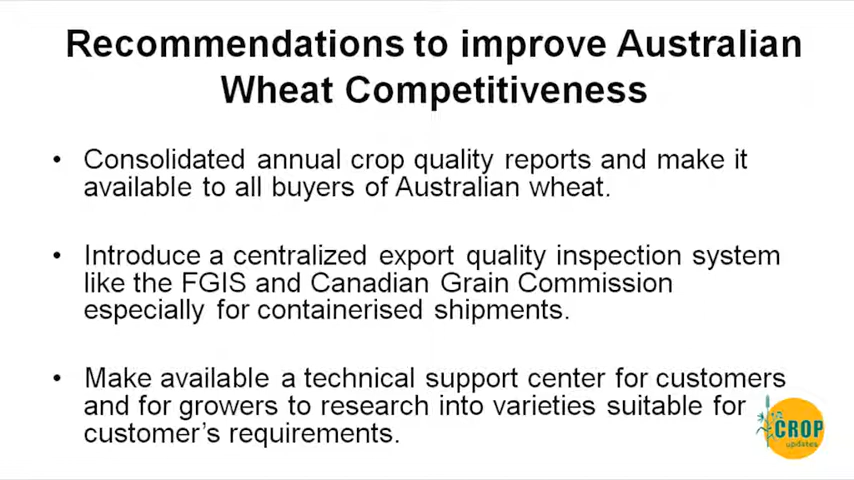 Recommendations to improve Australian
Wheat Competitiveness
• Consolidated annual crop quality reports and make it
available to all buyers of Australian wheat.
• Introduce a centralized export quality inspection system
like the FGIS and Canadian Grain Commission
especially for containerised shipments.
• Make available a technical support center for customers
and for growers to research into varieties suitable for
customer's requirements.
CROP
updates